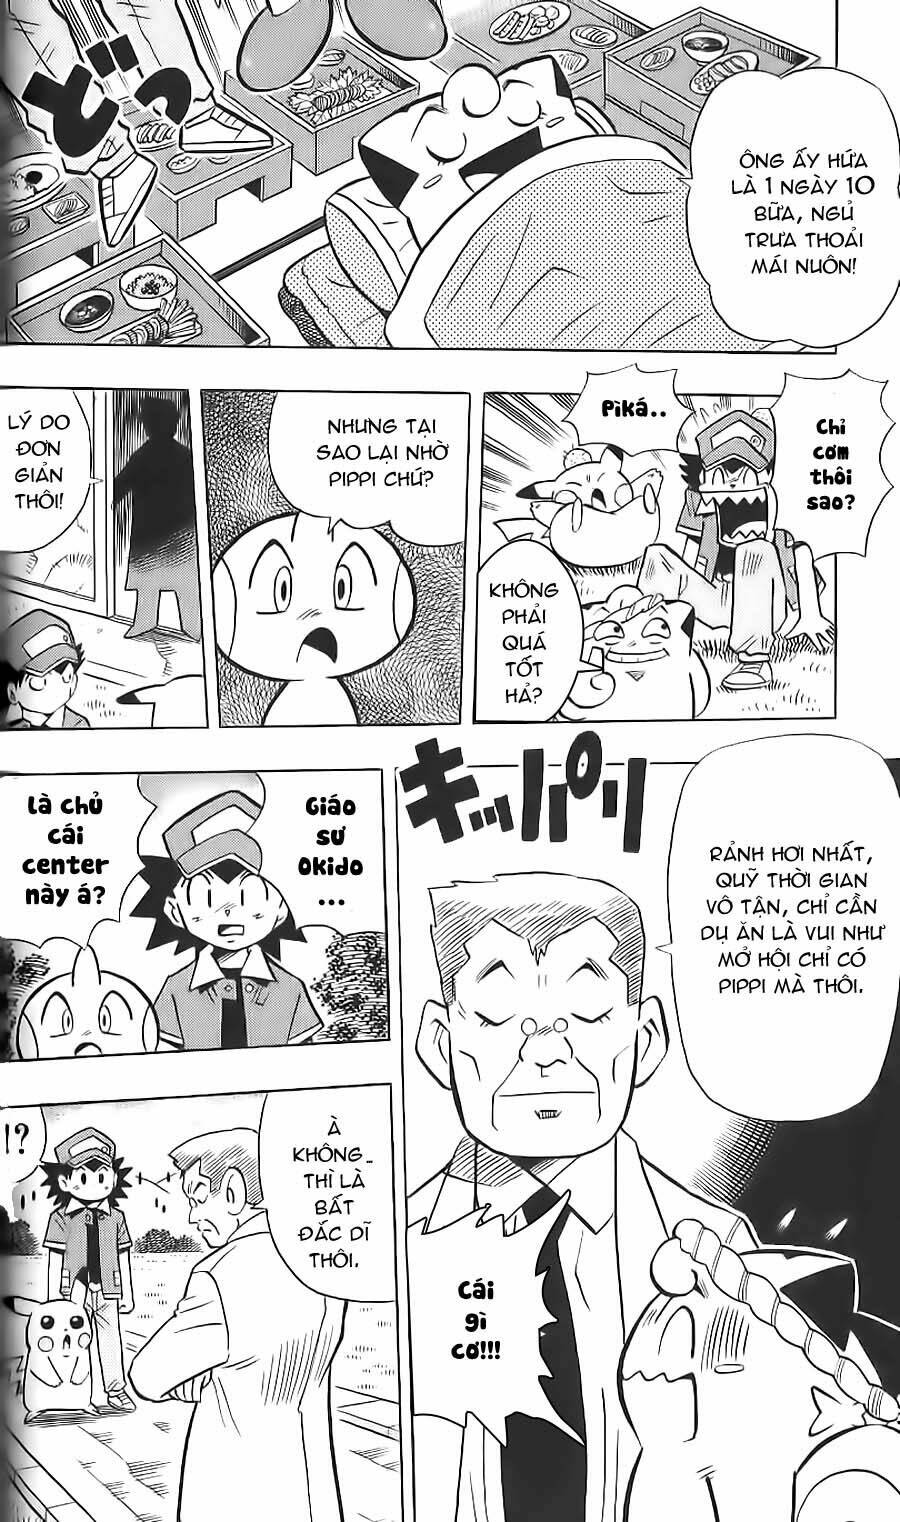 ÔNG ẤY HỨA
LÀ 1 NGÀY 10
BỮA, NGỦ
TRƯA THOẢI
MÁI NUÔN!
どっ
Chỉ
cơm
thôi
sao?
Pìká..
KHÔNG
PHẢI
QUÁ
TỐT
HẢ?
NHƯNG TẠI
SAO LẠI NHỜ
PIPPI CHỨ?
LÝ DO
ĐƠN
GIẢN
THÔI!
キッパリ
RẢNH HƠI NHẤT,
QUỸ THỜI GIAN
VÔ TẬN, CHỈ CẦN
DỤ ĂN LÀ VUI NHƯ
MỞ HỘI CHỈ CÓ
PIPPI MÀ THÔI.
Cái
gì
cơ!!!
Giáo
sư
Okido
...
là chủ
cái
center
này á?
À
KHÔNG
THÌ LÀ
BẤT
ĐẮC DĨ
THÔI.
!?